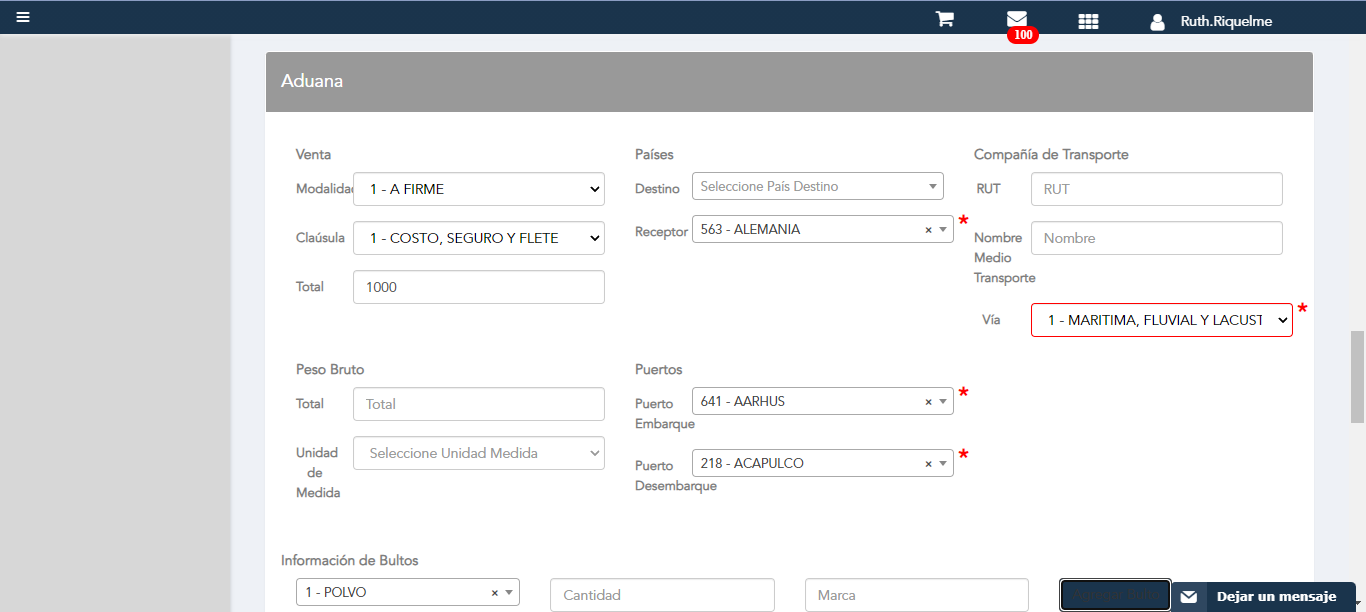 100
Ruth.Riquelme
Aduana
Venta
Modalidad
1 - A FIRME
Claúsula
1 - COSTO, SEGURO Y FLETE
Total
1000
Países
Destino
Seleccione País Destino
Receptor
563 - ALEMANIA
× *
Compañía de Transporte
RUT
RUT
Nombre
Medio
Transporte
Nombre
Vía
1 - MARITIMA, FLUVIAL Y LACUST
*
Peso Bruto
Total
Total
Unidad
de
Medida
Seleccione Unidad Medida
Puertos
Puerto
Embarque
641 - AARHUS
× *
Puerto
Desembarque
218 - ACAPULCO
× *
Información de Bultos
1 - POLVO
×
Cantidad
Marca
Dejar un mensaje